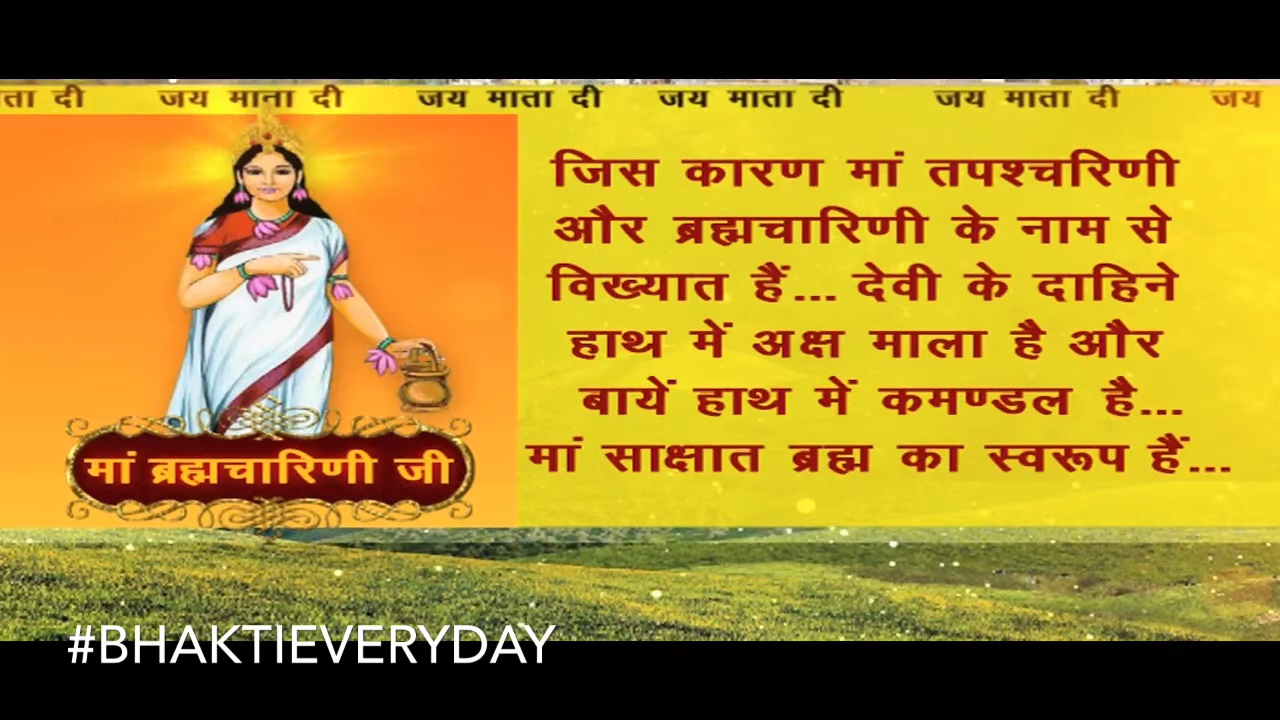 ता दी जय माता दी जय माता दी जय माता दी जय माता दी जय
जिस कारण मां तपश्चरिणी
और ब्रह्मचारिणी के नाम से
विख्यात हैं... देवी के दाहिने
हाथ में अक्ष माला है और
बायें हाथ में कमण्डल है...
मां साक्षात ब्रह्म का स्वरूप हैं...
मां ब्रह्मचारिणी जी
#BHAKTIEVERYDAY